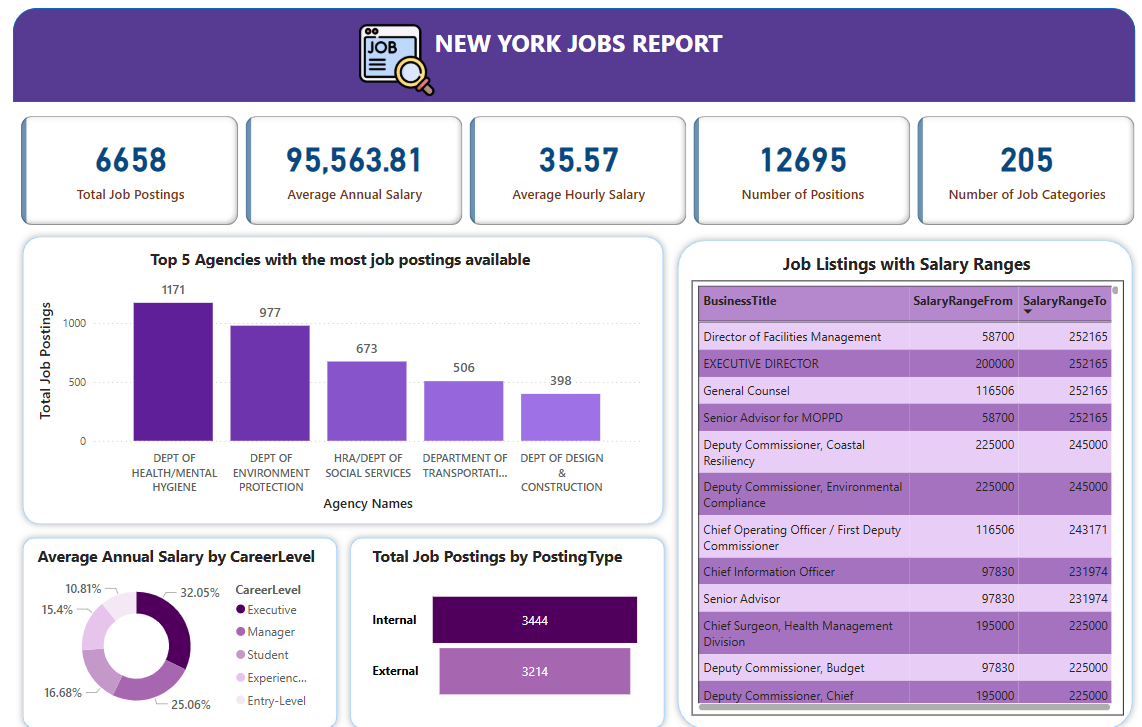 JOB
NEW YORK JOBS REPORT
6658
Total Job Postings
95,563.81
Average Annual Salary
35.57
Average Hourly Salary
12695
Number of Positions
205
Number of Job Categories
Top 5 Agencies with the most job postings available
Total Job Postings
1000
500
0
1171
977
673
506
398
DEPT OF
HEALTH/MENTAL
HYGIENE
DEPT OF
ENVIRONMENT
PROTECTION
HRA/DEPT OF
SOCIAL SERVICES
DEPARTMENT OF
TRANSPORTATI...
DEPT OF DESIGN
&
CONSTRUCTION
Agency Names
Job Listings with Salary Ranges
BusinessTitle SalaryRangeFrom SalaryRangeTo
Director of Facilities Management 58700 252165
EXECUTIVE DIRECTOR 200000 252165
General Counsel 116506 252165
Senior Advisor for MOPPD 58700 252165
Deputy Commissioner, Coastal 225000 245000
Resiliency
Deputy Commissioner, Environmental 225000 245000
Compliance
Chief Operating Officer / First Deputy 116506 243171
Commissioner
Chief Information Officer 97830 231974
Senior Advisor 97830 231974
Chief Surgeon, Health Management 195000 225000
Division
Deputy Commissioner, Budget 97830 225000
Deputy Commissioner, Chief 195000 225000
Average Annual Salary by CareerLevel
10.81%
32.05%
15.4%
16.68%
25.06%
CareerLevel
Executive
Manager
Student
Experienc...
Entry-Level
Total Job Postings by PostingType
Internal 3444
External 3214